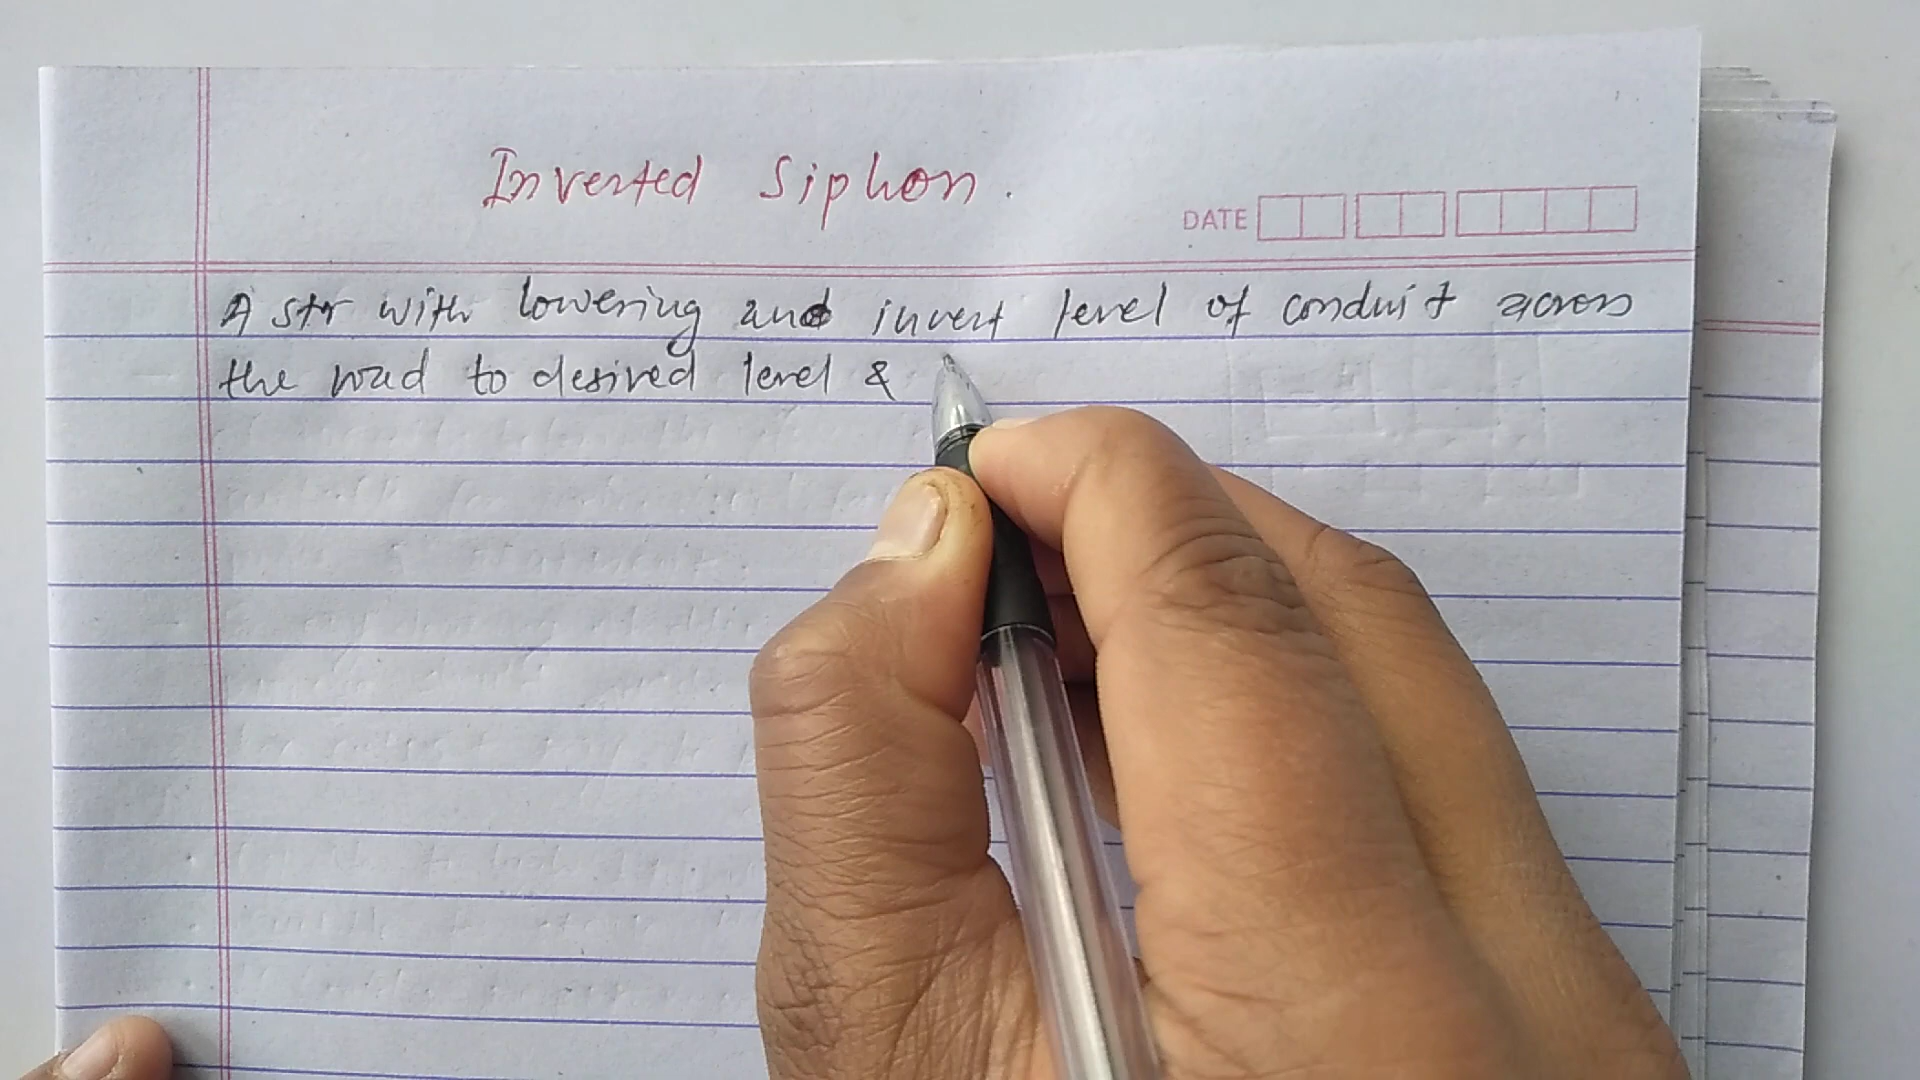 Inverted Siphon.
DATE
A str with lowering and invert level of conduit across
the road to desired level &